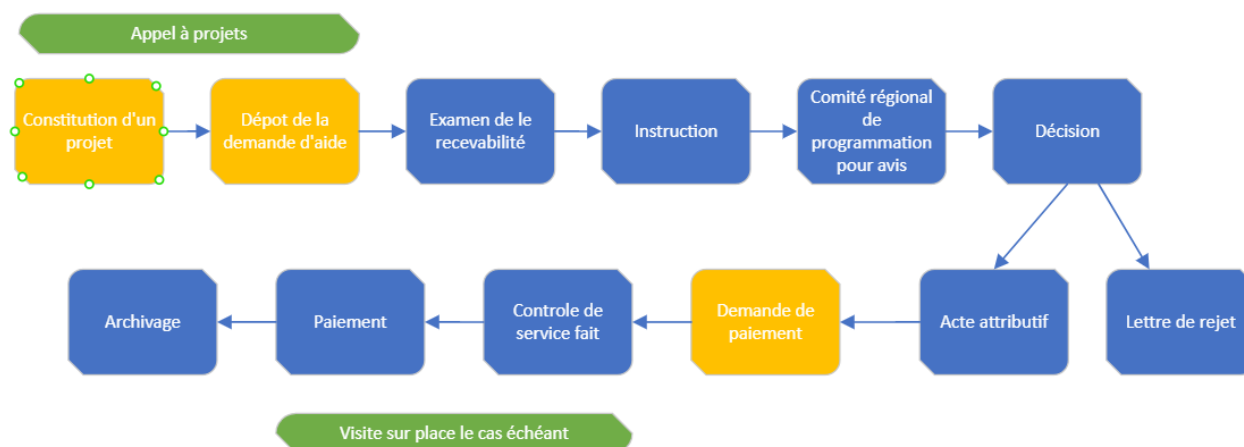 Appel à projets
Constitution d'un
projet
Dépot de la
demande d'aide
Examen de le
recevabilité
Instruction
Comité régional
de
programmation
pour avis
Décision
Archivage
Paiement
Controle de
service fait
Demande de
paiement
Acte attributif
Lettre de rejet
Visite sur place le cas échéant